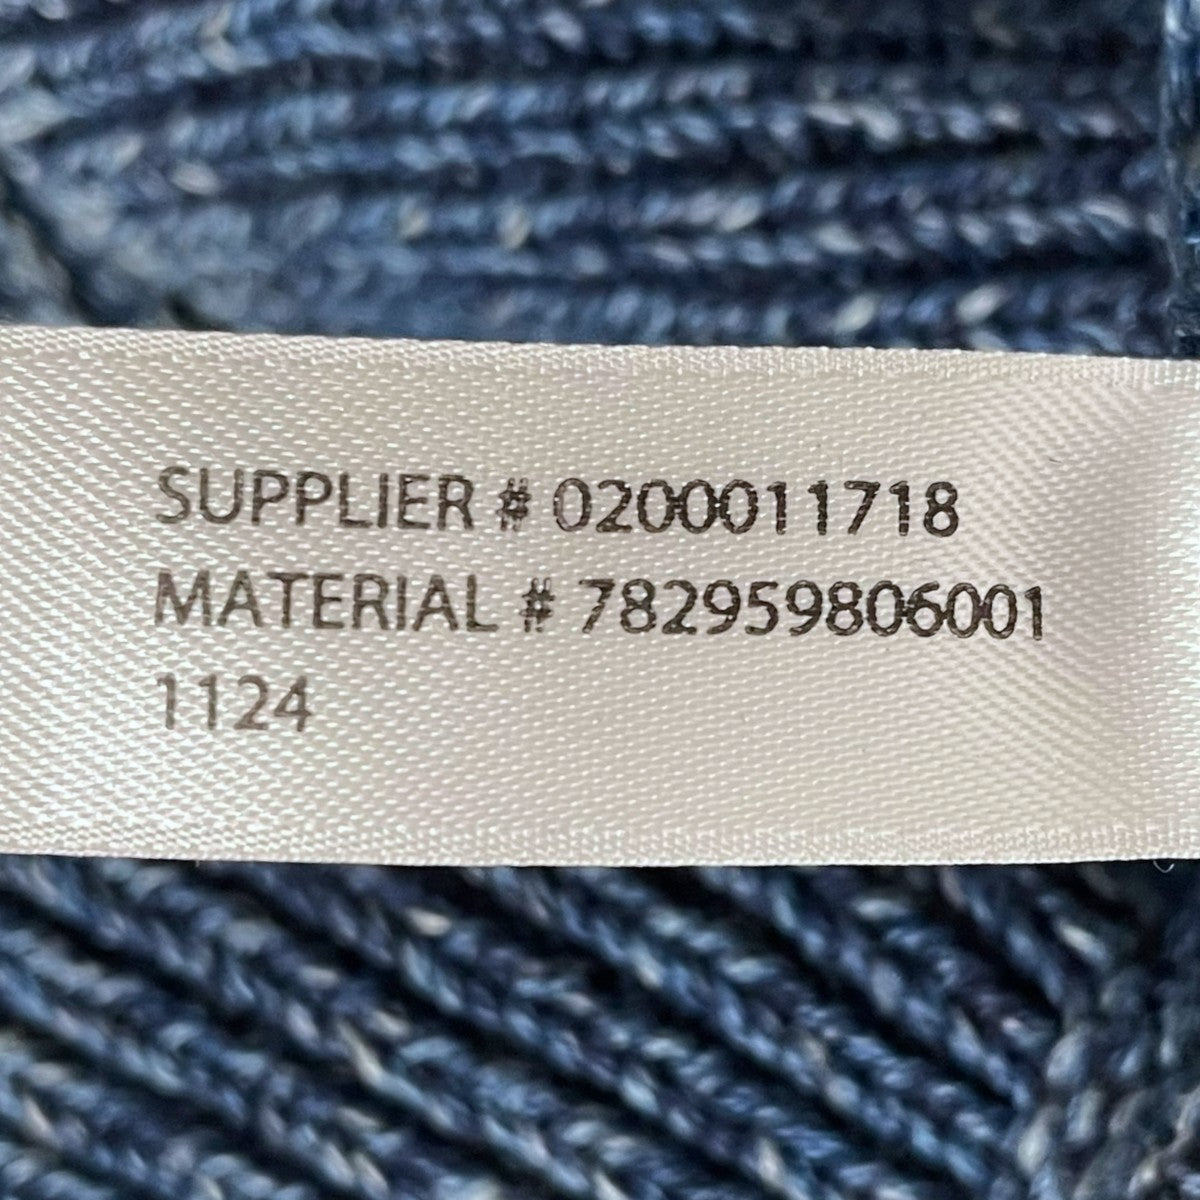 SUPPLIER # 0200011718
MATERIAL # 782959806001
1124